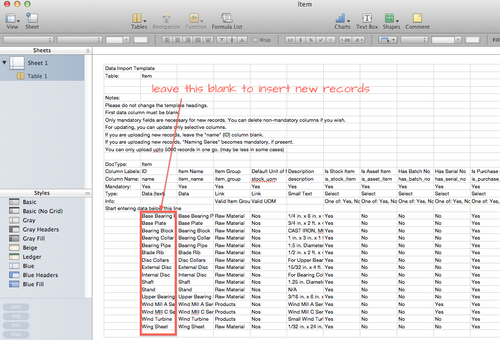 Item
View
Sheet
Tables
Reorganize
Function
Formula List
Charts
Text Box
Shapes
Comment
Wrap
Sheets
Sheet 1
Table 1
Styles
Basic
Basic (No Grid)
Gray
Gray Headers
Gray Fill
Beige
Ledger
Blue
Blue Headers
Blue Fill
leave this blank to insert new records
Data Import Template
Table: Item
Notes:
Please do not change the template headings.
First data column must be blank.
Only mandatory fields are necessary for new records. You can delete non-mandatory columns if you wish.
For updating, you can update only selective columns.
If you are uploading new records, leave the "name" (ID) column blank.
If you are uploading new records, "Naming Series" becomes mandatory, if present.
You can only upload upto 5000 records in one go. (may be less in some cases)
DocType: Item
Column Labels: ID Item Name Item Group Default Unit of Description Is Stock Item Is Asset Item Has Batch No Has Serial No Is Purchase
Column Name: name item_name item_group stock_uom description is_stock_item is_asset_item has_batch_no has_serial_no is_purchase
Mandatory: Yes Yes Yes Yes Yes Yes Yes Yes Yes Yes
Type: Data (text) Data Link Link Small Text Select Select Select Select Select
Info: Valid Item Group Valid UOM One of: Yes, No One of: Yes, No One of: Yes, No One of: Yes, No One of: Yes,
Start entering data below this line
Base Bearing Base Bearing P Raw Material Nos 1/4 in. x 6 in. x Yes No No No Yes
Base Plate Base Plate Raw Material Nos 3/4 in. x 6 in. x Yes No No No Yes
Bearing Block Bearing Block Raw Material Nos CAST IRON, M Yes No No No Yes
Bearing Collar Bearing Collar Raw Material Nos 1 in. x 3 in. x 1 Yes No No No Yes
Bearing Pipe Bearing Pipe Raw Material Nos 1.5 in. Diameter Yes No No No Yes
Blade Rib Blade Rib Raw Material Nos 1/2 in. x 2 ft. x Yes No No No Yes
Disc Collars Disc Collars Raw Material Nos For Upper Bear Yes No No No Yes
External Disc External Disc Raw Material Nos 15/32 in. x 4 ft. Yes No No No Yes
Internal Disc Internal Disc Raw Material Nos For Bearing Col Yes No No No Yes
Shaft Shaft Raw Material Nos 1.25 in. Diamete Yes No No No Yes
Stand Stand Raw Material Nos N/A Yes No No No Yes
Upper Bearing Upper Bearing Raw Material Nos 3/16 in. x 6 in. x Yes No No No Yes
Wind Mill A Ser Wind Mill A Ser Products Nos Wind Mill A Ser Yes No No Yes Yes
Wind Mill C Ser Wind Mill C Ser Products Nos Wind Mill C Ser Yes No No Yes Yes
Wind Turbine Wind Turbine Products Nos Small Wind Tur Yes No No Yes Yes
Wing Sheet Wing Sheet Raw Material Nos 1/32 in. x 24 in. Yes No No No Yes